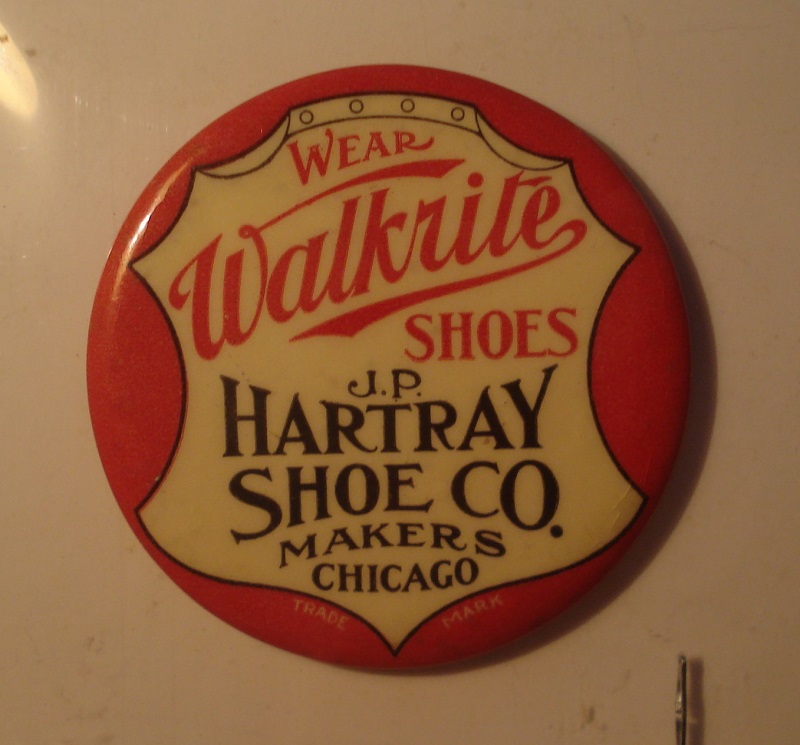 WEAR
Walkrite
SHOES
J.P.
HARTRAY
SHOE CO.
MAKERS
CHICAGO
TRADE MARK